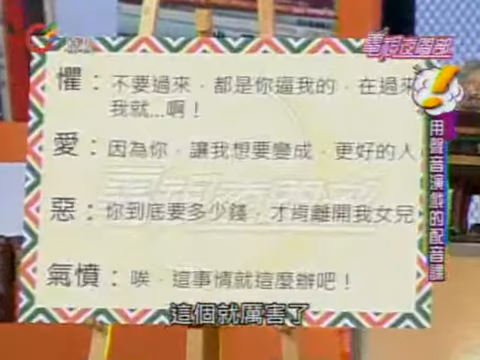 懼：不要過來，都是你逼我的，在過來
我就...啊！
愛：因為你，讓我想要變成，更好的人
惡：你到底要多少錢，才肯離開我女兒
氣憤：唉，這事情就這麼辦吧！
用聲音演戲的配音課
這個就厲害了